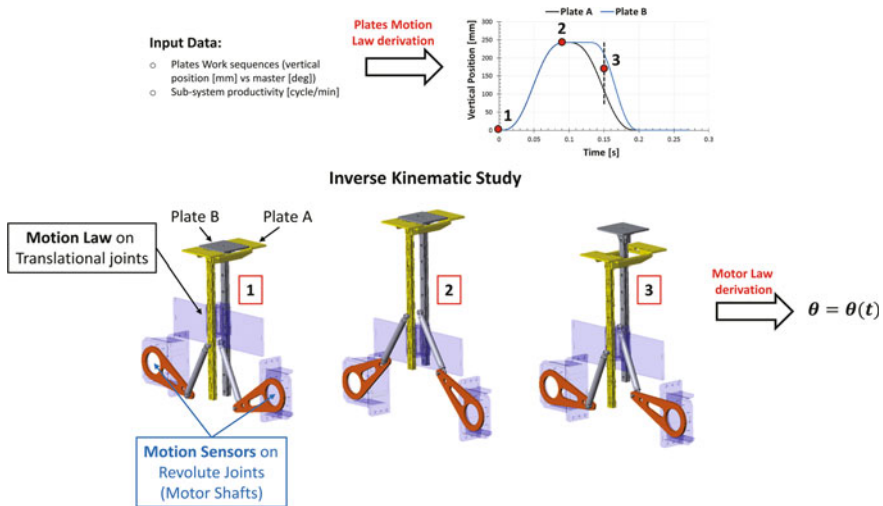 Input Data:
○ Plates Work sequences (vertical
position [mm] vs master [deg])
○ Sub-system productivity [cycle/min]
Plates Motion
Law derivation
Plate A Plate B
Vertical Position [mm]
300
250
200
150
100
50
0
0 0.05 0.1 0.15 0.2 0.25 0.3
Time [s]
1
2
3
Inverse Kinematic Study
Motion Law on
Translational joints
Plate B Plate A
1
2
3
Motor Law
derivation
θ = θ(t)
Motion Sensors on
Revolute Joints
(Motor Shafts)